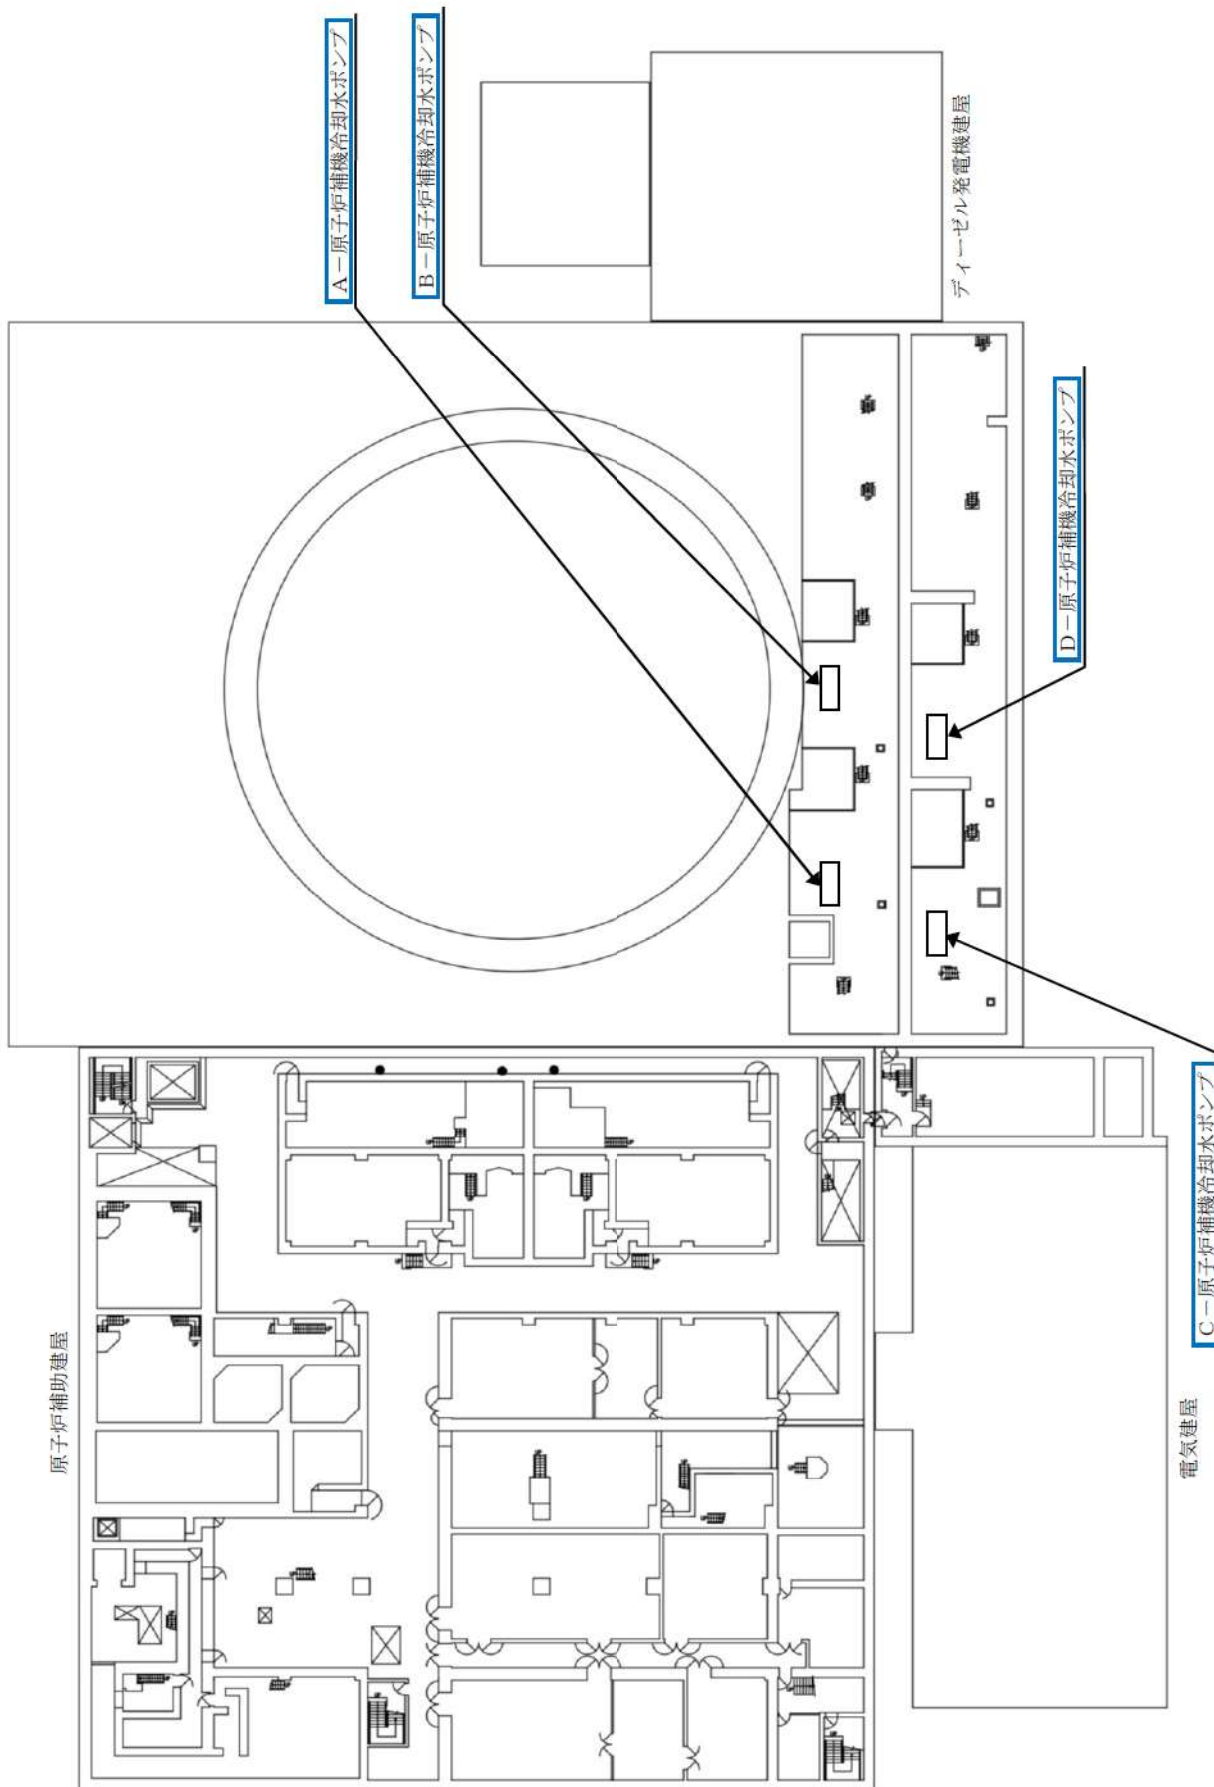 A－原子炉補機冷却水ポンプ
B－原子炉補機冷却水ポンプ
ディーゼル発電機建屋
D－原子炉補機冷却水ポンプ
C－原子炉補機冷却水ポンプ
原子炉補助建屋
電気建屋